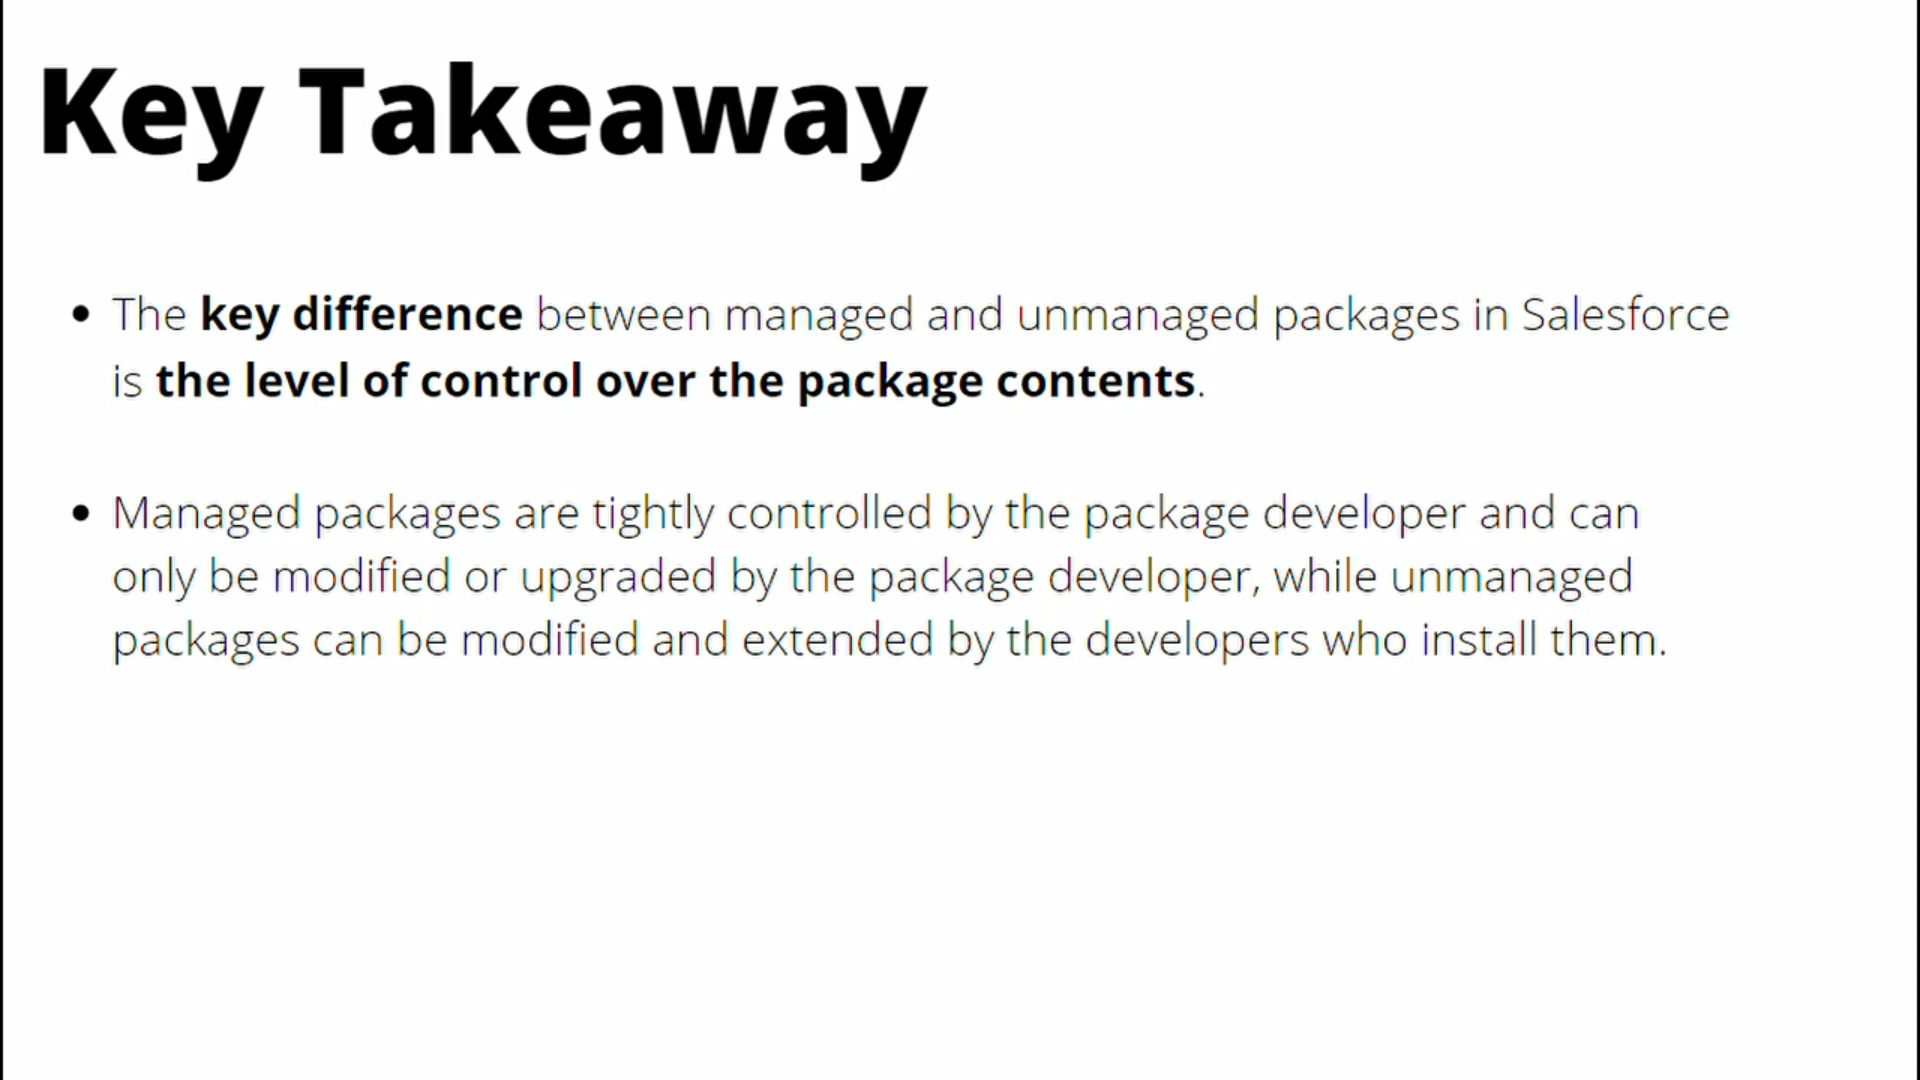 Key Takeaway
• The key difference between managed and unmanaged packages in Salesforce
is the level of control over the package contents.
• Managed packages are tightly controlled by the package developer and can
only be modified or upgraded by the package developer, while unmanaged
packages can be modified and extended by the developers who install them.